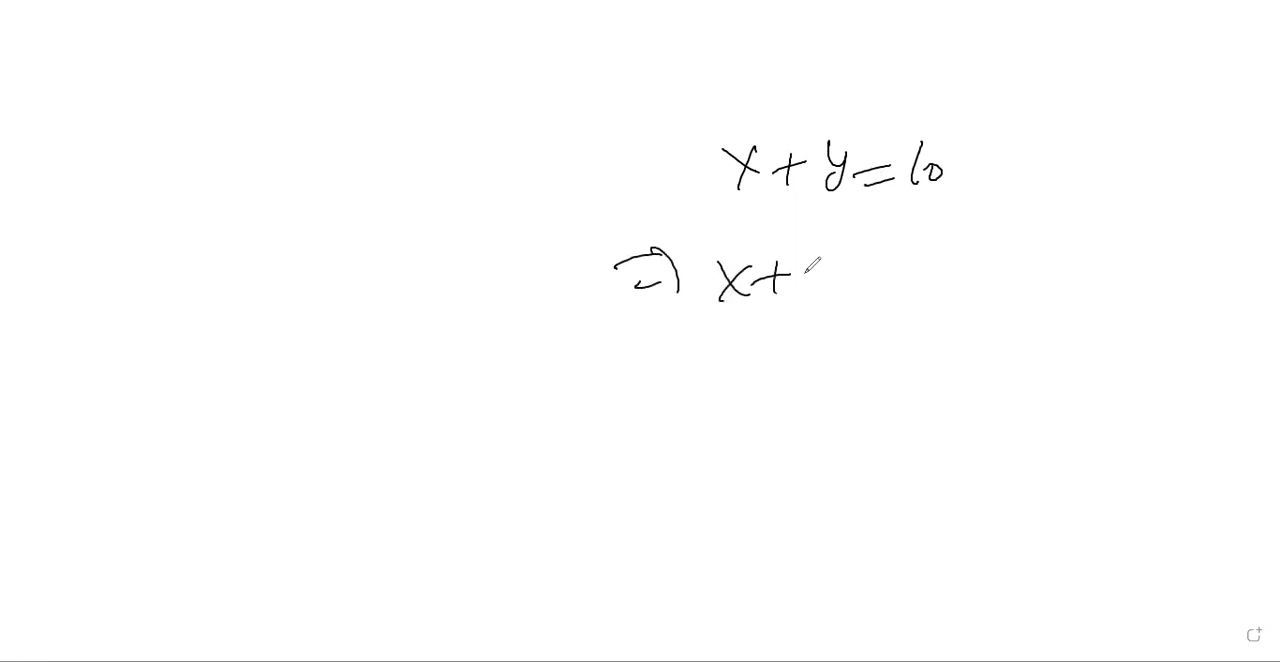 x + y = 10
⇒ x +